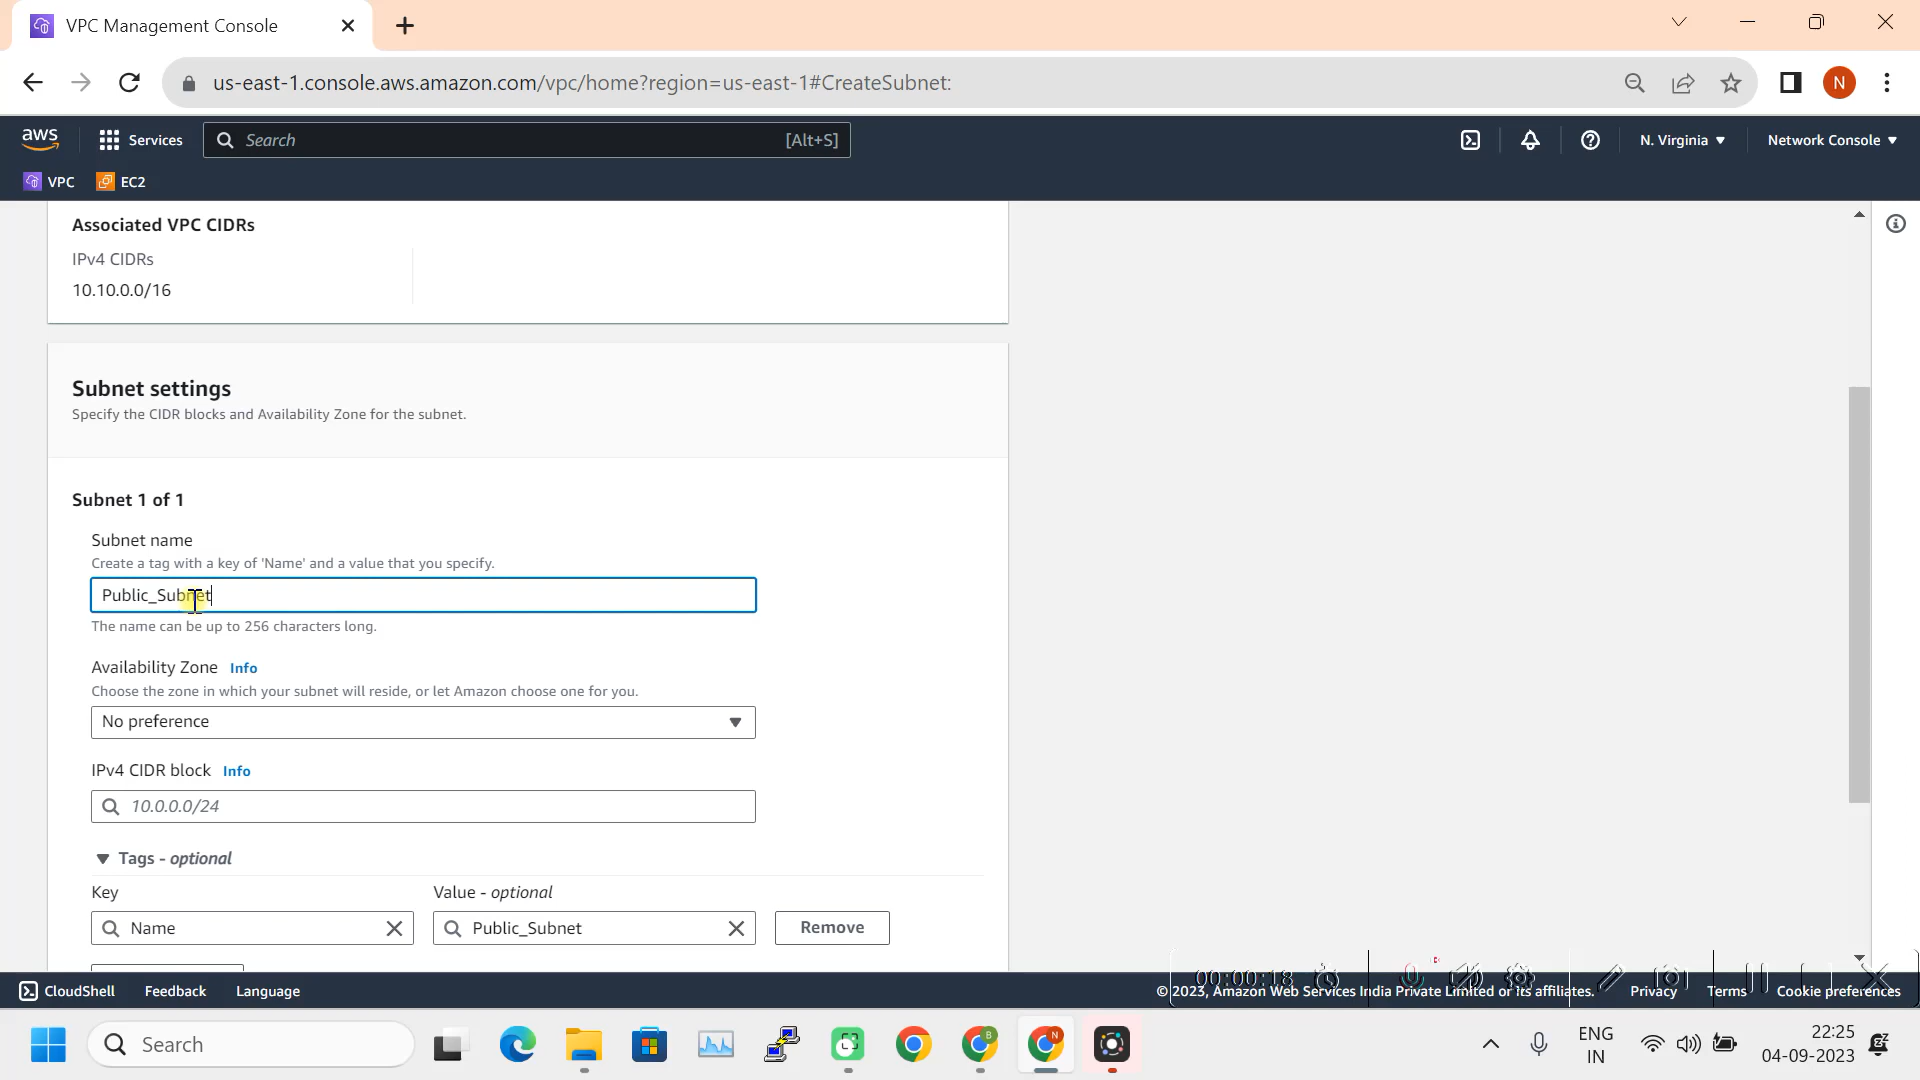 VPC Management Console
us-east-1.console.aws.amazon.com/vpc/home?region=us-east-1#CreateSubnet:
N
aws
Services
Search
[Alt+S]
N. Virginia
Network Console
VPC
EC2
Associated VPC CIDRs
IPv4 CIDRs
10.10.0.0/16
Subnet settings
Specify the CIDR blocks and Availability Zone for the subnet.
Subnet 1 of 1
Subnet name
Create a tag with a key of 'Name' and a value that you specify.
Public_Subnet
The name can be up to 256 characters long.
Availability Zone Info
Choose the zone in which your subnet will reside, or let Amazon choose one for you.
No preference
IPv4 CIDR block Info
10.0.0.0/24
Tags - optional
Key
Value - optional
Name
Public_Subnet
Remove
00:00:18
CloudShell
Feedback
Language
© 2023, Amazon Web Services India Private Limited or its affiliates.
Privacy
Terms
Cookie preferences
Search
B
N
ENG
IN
22:25
04-09-2023